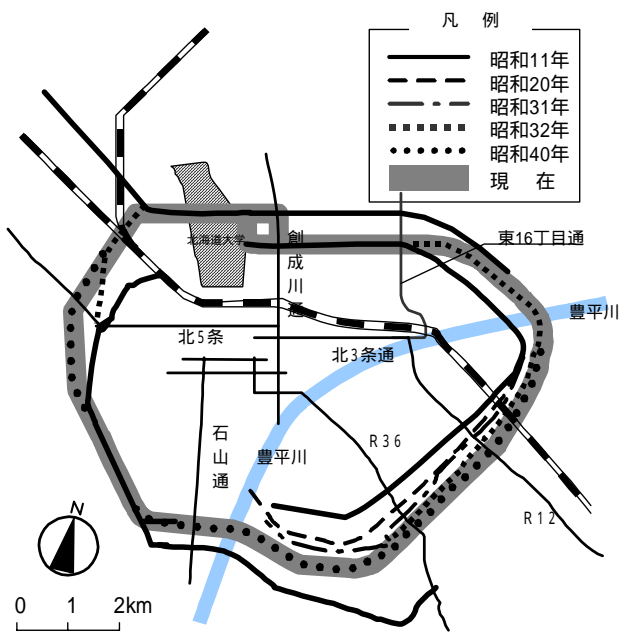 凡 例
昭和11年
昭和20年
昭和31年
昭和32年
昭和40年
現 在
北海道大学
創成川通
東16丁目通
豊平川
北5条
北3条通
石山通
豊平川
R36
R12
N
0 1 2km